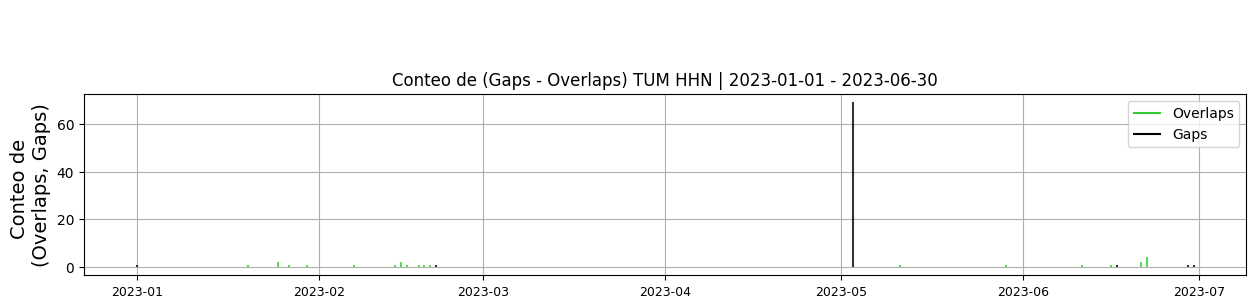 Conteo de (Gaps - Overlaps) TUM HHN | 2023-01-01 - 2023-06-30
Conteo de
(Overlaps, Gaps)
60
40
20
0
Overlaps
Gaps
2023-01
2023-02
2023-03
2023-04
2023-05
2023-06
2023-07